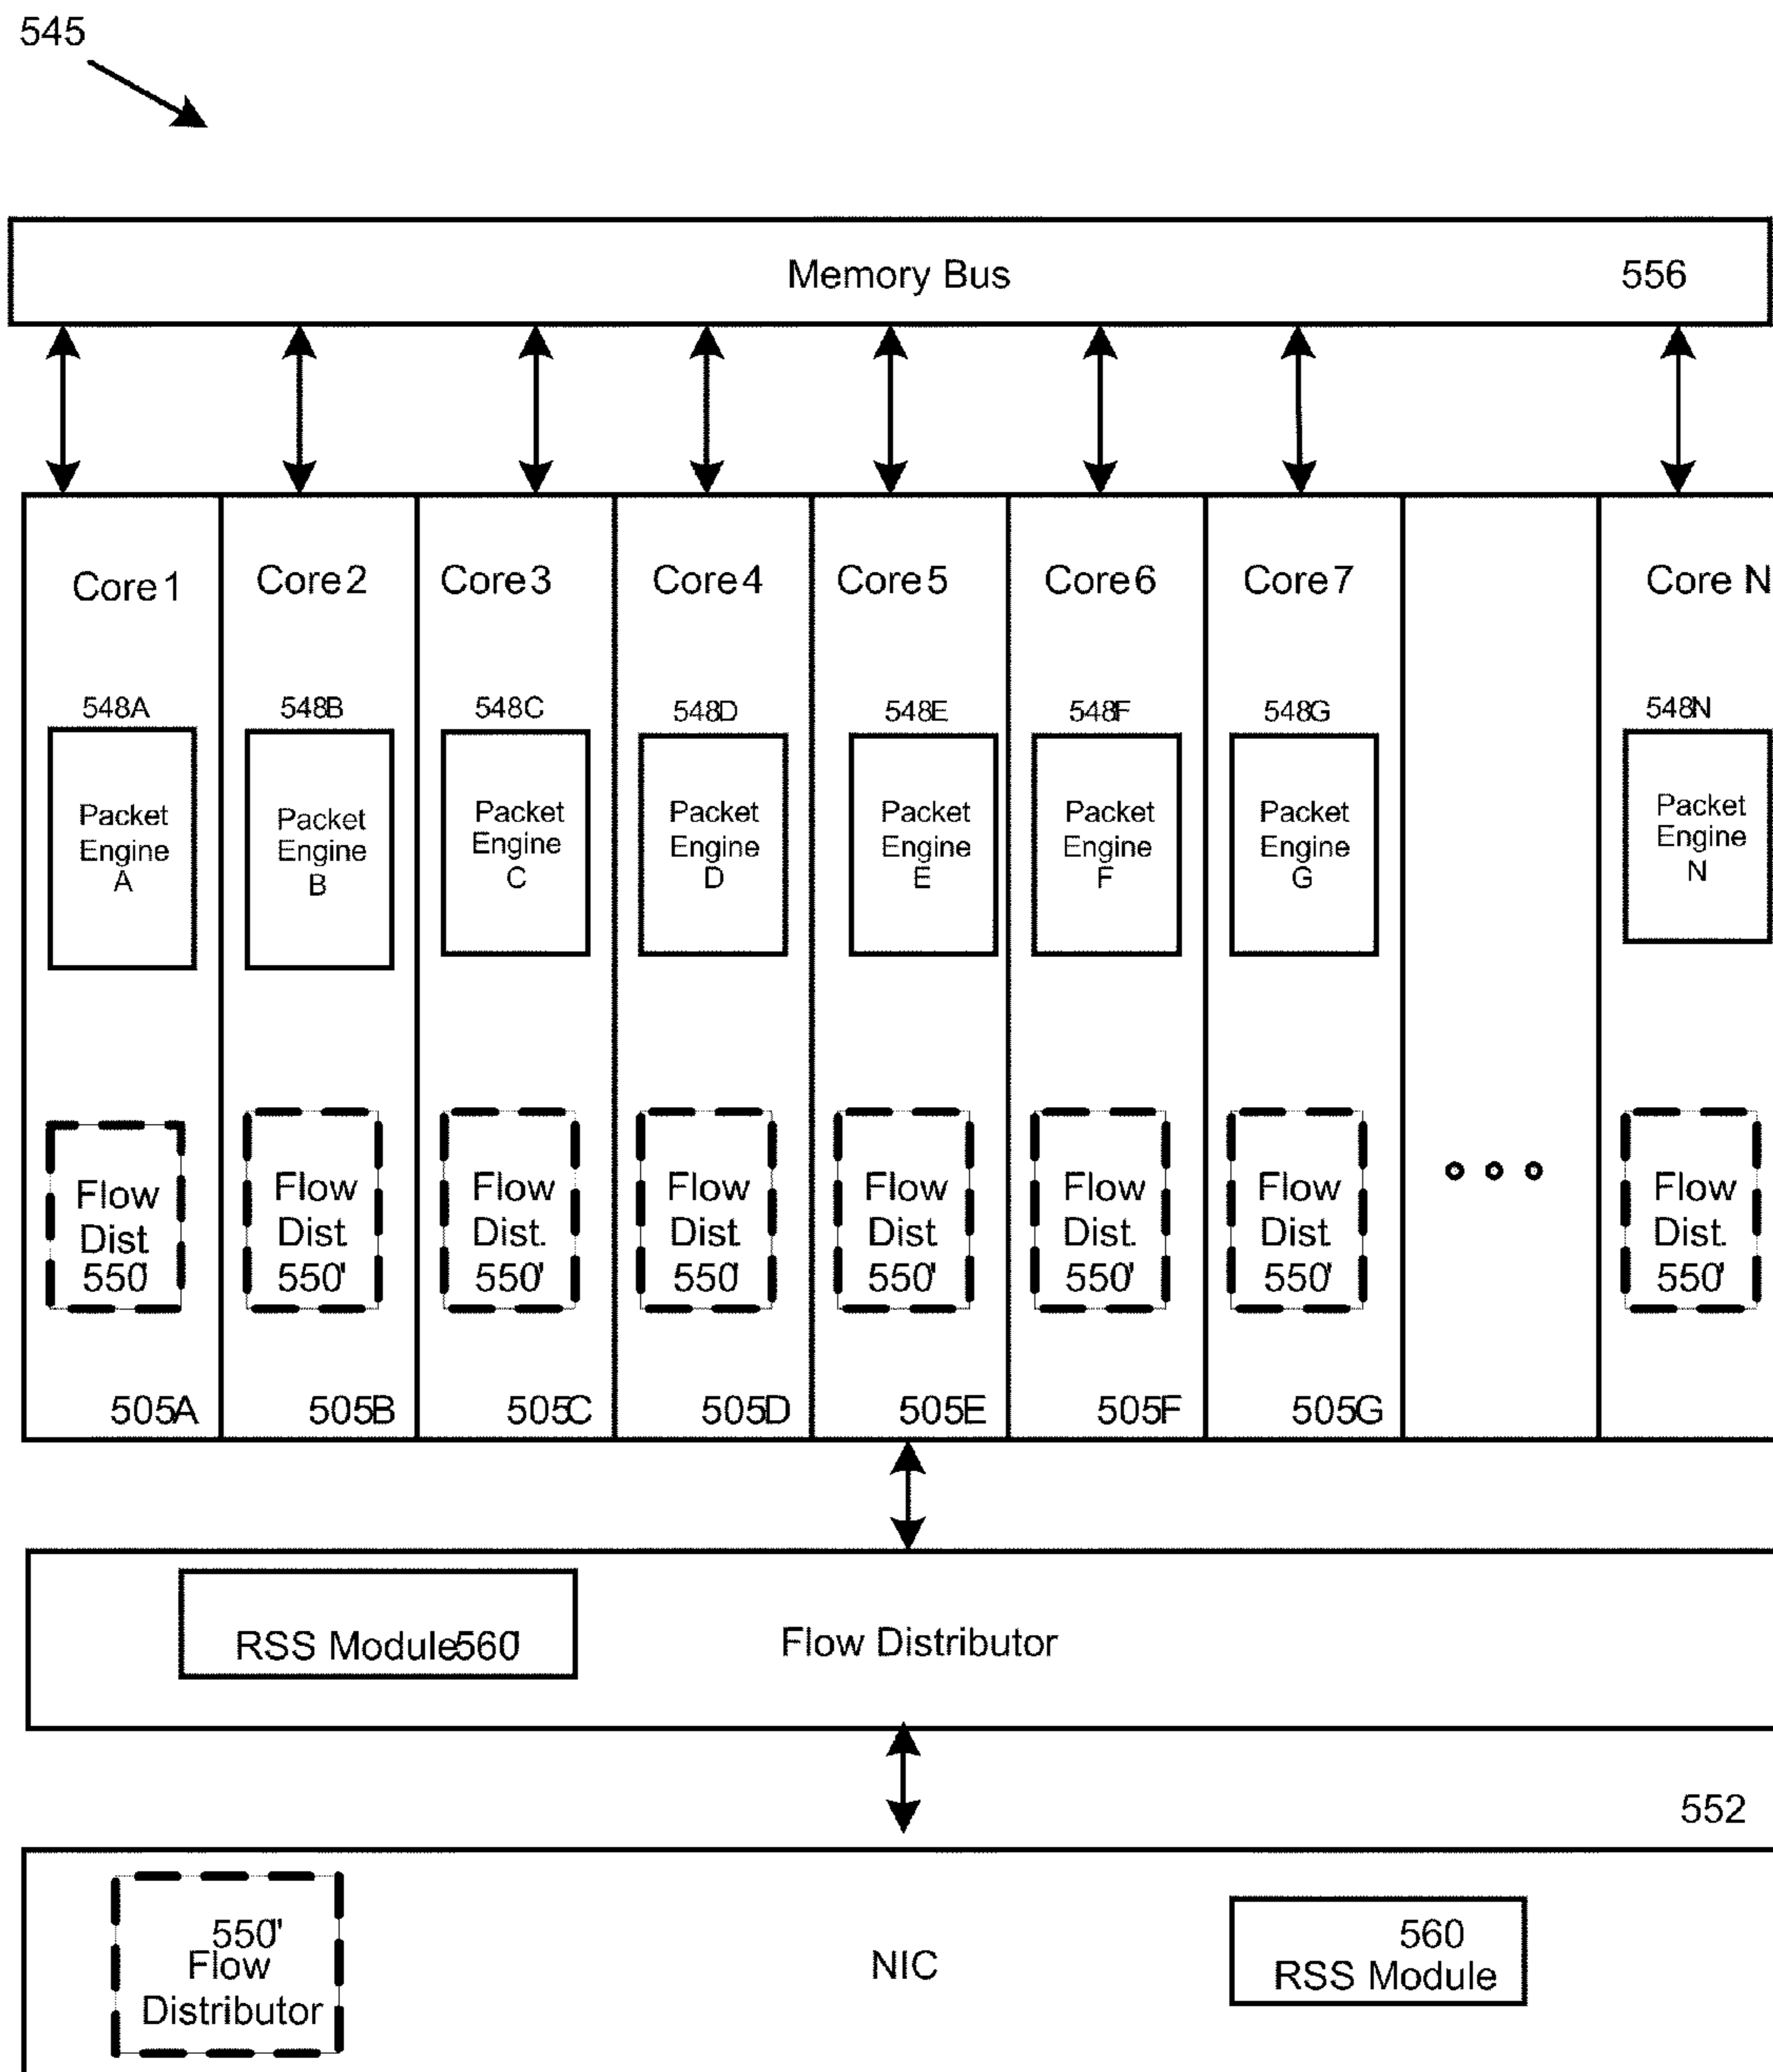 545
Memory Bus 556
Core 1 Core 2 Core 3 Core 4 Core 5 Core 6 Core 7 Core N
548A 548B 548C 548D 548E 548F 548G 548N
Packet Packet Packet Packet Packet Packet Packet Packet
Engine Engine Engine Engine Engine Engine Engine Engine
A B C D E F G N
Flow Flow Flow Flow Flow Flow Flow Flow
Dist Dist Dist. Dist Dist Dist. Dist Dist.
550' 550' 550' 550' 550' 550' 550' 550'
505A 505B 505C 505D 505E 505F 505G
RSS Module 560' Flow Distributor
552
550"
Flow
Distributor
NIC
560
RSS Module